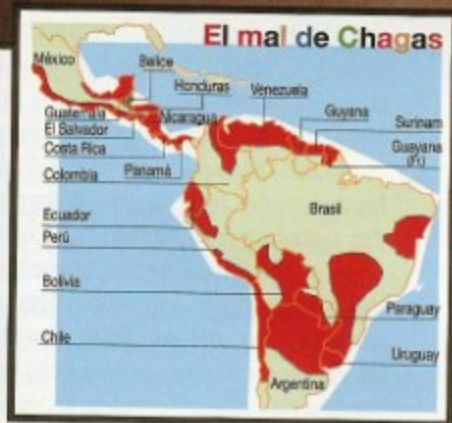 El mal de Chagas
México
Belice
Honduras
Venezuela
Guatemala
El Salvador
Nicaragua
Guyana
Surinam
Costa Rica
Panamá
Guayana
(Fr.)
Colombia
Brasil
Ecuador
Perú
Bolivia
Paraguay
Chile
Uruguay
Argentina